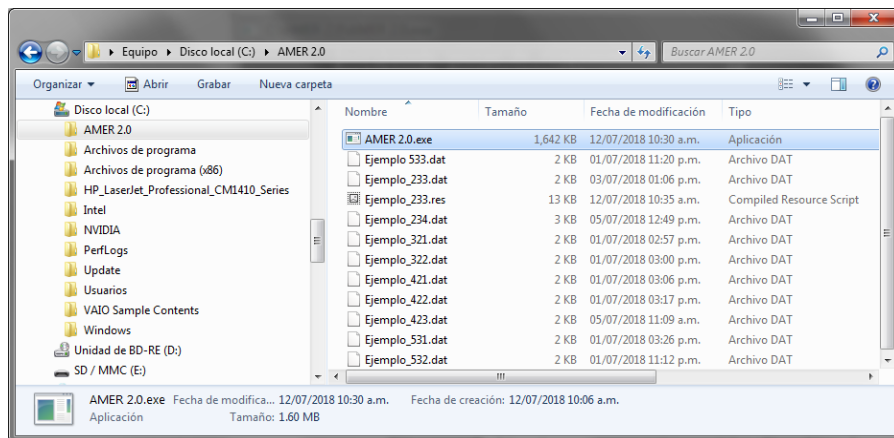 Equipo ▸ Disco local (C:) ▸ AMER 2.0
Buscar AMER 2.0
Organizar Abrir Grabar Nueva carpeta
Disco local (C:)
AMER 2.0
Archivos de programa
Archivos de programa (x86)
HP_LaserJet_Professional_CM1410_Series
Intel
NVIDIA
PerfLogs
Update
Usuarios
VAIO Sample Contents
Windows
Unidad de BD-RE (D:)
SD / MMC (E:)
Nombre Tamaño Fecha de modificación Tipo
AMER 2.0.exe 1,642 KB 12/07/2018 10:30 a.m. Aplicación
Ejemplo 533.dat 2 KB 01/07/2018 11:20 p.m. Archivo DAT
Ejemplo_233.dat 2 KB 03/07/2018 01:06 p.m. Archivo DAT
Ejemplo_233.res 13 KB 12/07/2018 10:35 a.m. Compiled Resource Script
Ejemplo_234.dat 3 KB 05/07/2018 12:49 p.m. Archivo DAT
Ejemplo_321.dat 2 KB 01/07/2018 02:57 p.m. Archivo DAT
Ejemplo_322.dat 2 KB 01/07/2018 03:00 p.m. Archivo DAT
Ejemplo_421.dat 2 KB 01/07/2018 03:06 p.m. Archivo DAT
Ejemplo_422.dat 2 KB 01/07/2018 03:17 p.m. Archivo DAT
Ejemplo_423.dat 2 KB 05/07/2018 11:09 a.m. Archivo DAT
Ejemplo_531.dat 2 KB 01/07/2018 03:26 p.m. Archivo DAT
Ejemplo_532.dat 2 KB 01/07/2018 11:12 p.m. Archivo DAT
AMER 2.0.exe Fecha de modifica... 12/07/2018 10:30 a.m. Fecha de creación: 12/07/2018 10:06 a.m.
Aplicación Tamaño: 1.60 MB